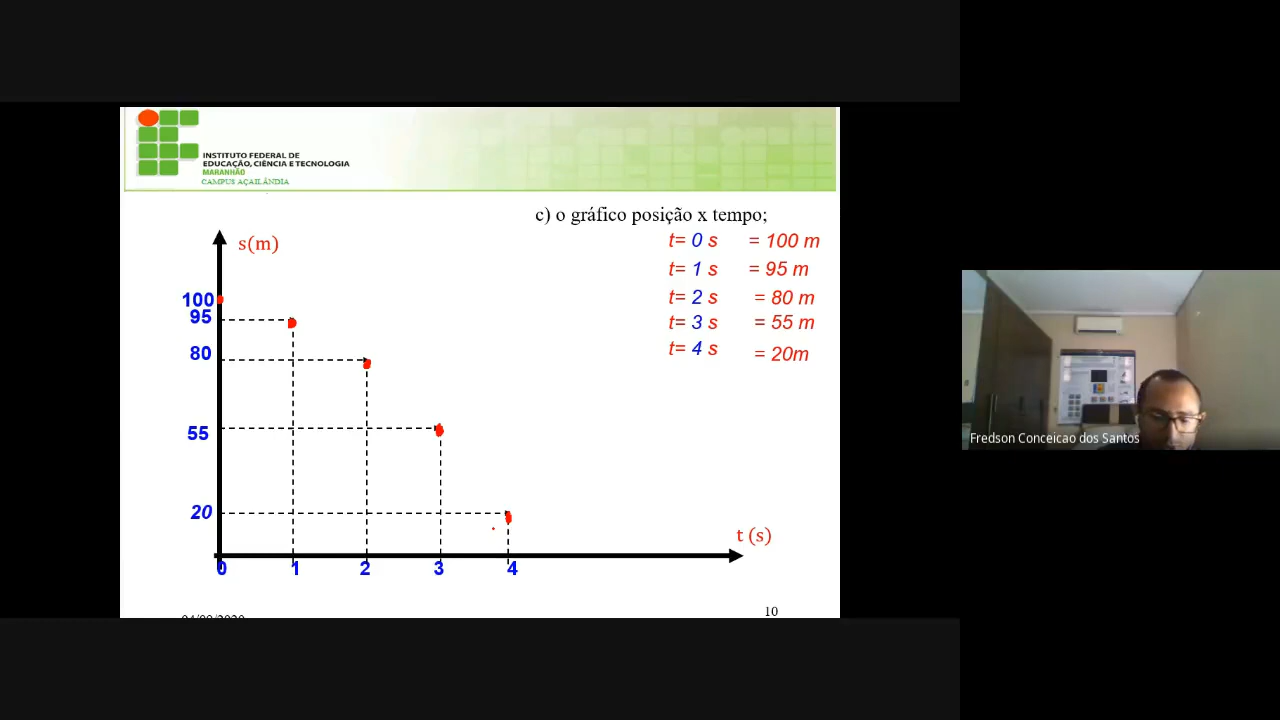 INSTITUTO FEDERAL DE
EDUCAÇÃO, CIÊNCIA E TECNOLOGIA
MARANHÃO
CAMPUS AÇAILÂNDIA
c) o gráfico posição x tempo;
t= 0 s = 100 m
t= 1 s = 95 m
t= 2 s = 80 m
t= 3 s = 55 m
t= 4 s = 20m
s(m)
100
95
80
55
20
t (s)
0 1 2 3 4
10
Fredson Conceicao dos Santos